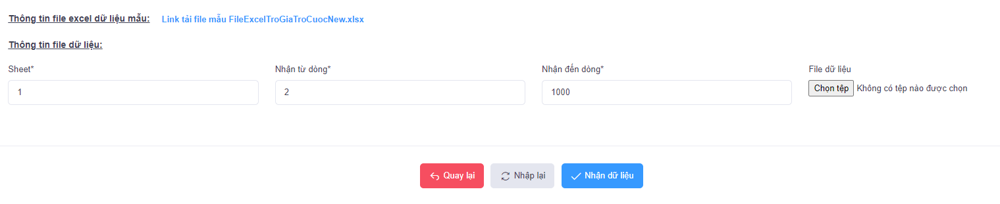 Thông tin file excel dữ liệu mẫu: Link tải file mẫu FileExcelTroGiaTroCuocNew.xlsx
Thông tin file dữ liệu:
Sheet* Nhận từ dòng* Nhận đến dòng* File dữ liệu
1 2 1000 Chọn tệp Không có tệp nào được chọn
Quay lại Nhập lại Nhận dữ liệu